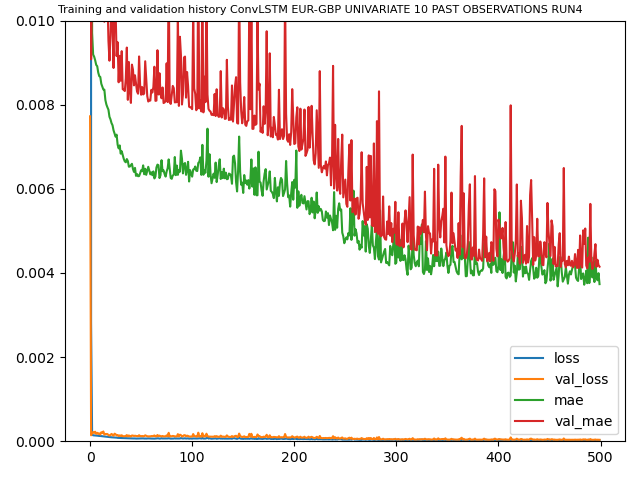 Training and validation history ConvLSTM EUR-GBP UNIVARIATE 10 PAST OBSERVATIONS RUN4
0.010
0.008
0.006
0.004
0.002
0.000
loss
val_loss
mae
val_mae
0 100 200 300 400 500